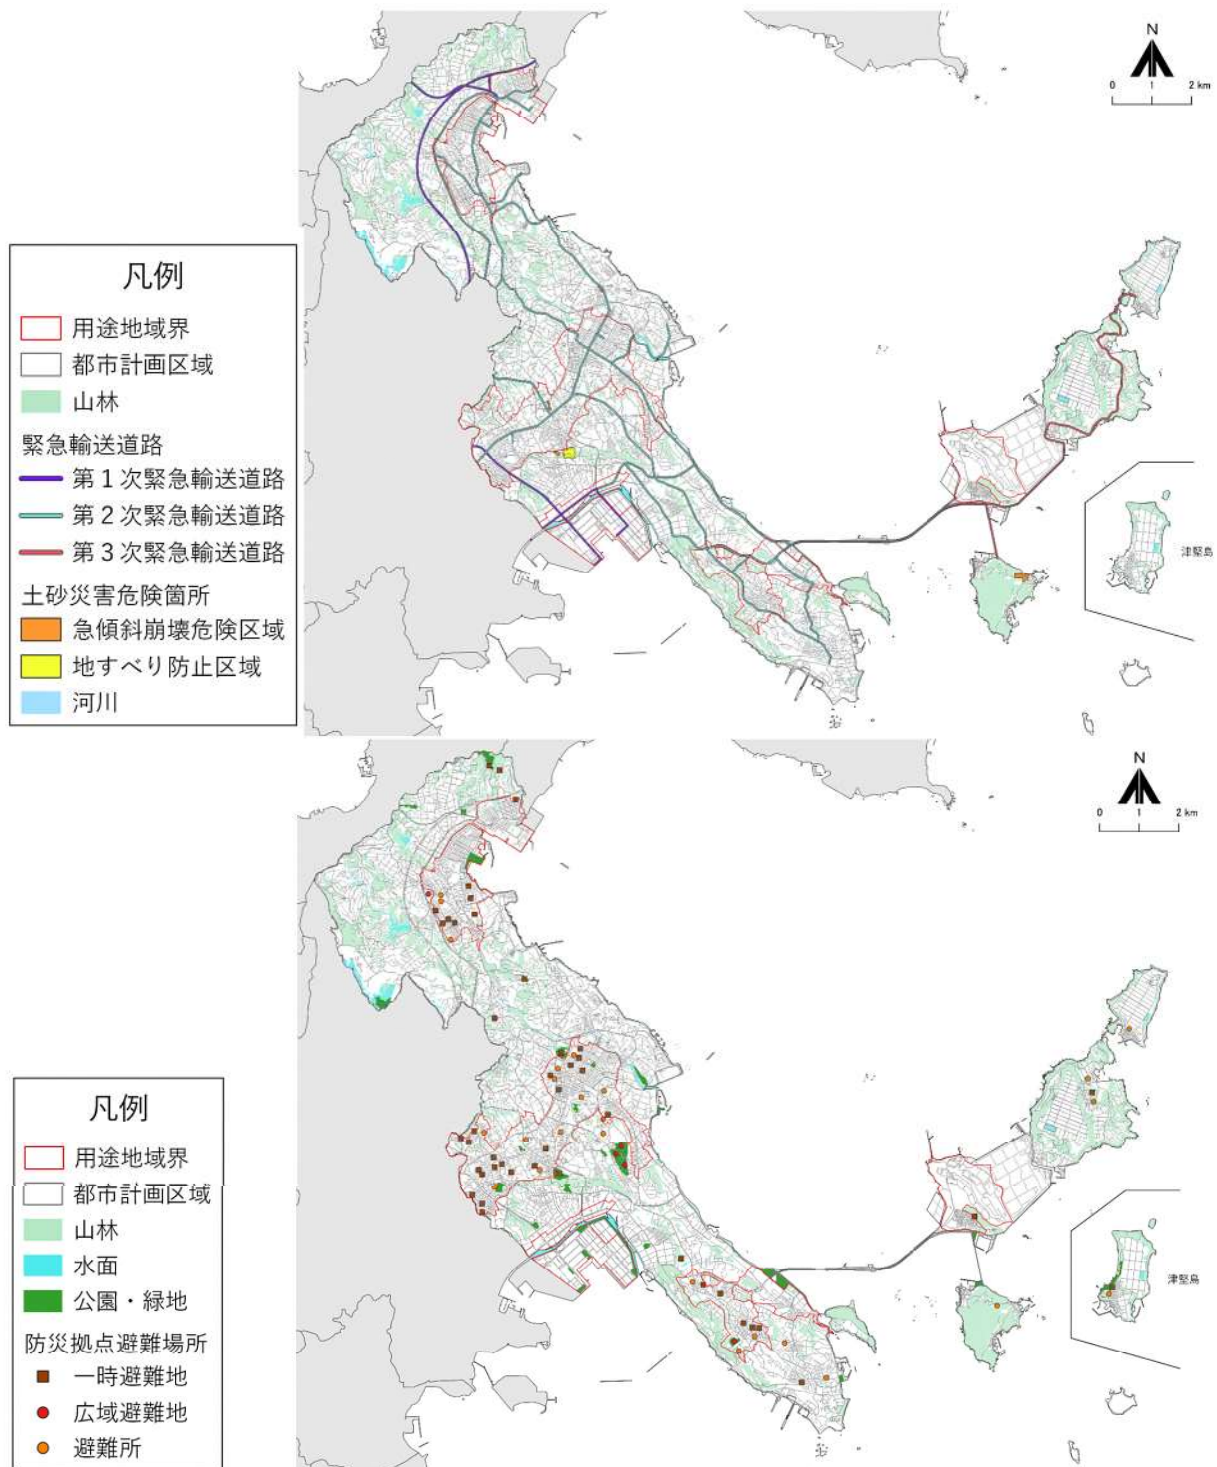 N
0 1 2 km
凡例
用途地域界
都市計画区域
山林
緊急輸送道路
第1次緊急輸送道路
第2次緊急輸送道路
第3次緊急輸送道路
土砂災害危険箇所
急傾斜崩壊危険区域
地すべり防止区域
河川
津堅島
N
0 1 2 km
凡例
用途地域界
都市計画区域
山林
水面
公園・緑地
防災拠点避難場所
一時避難地
広域避難地
避難所
津堅島